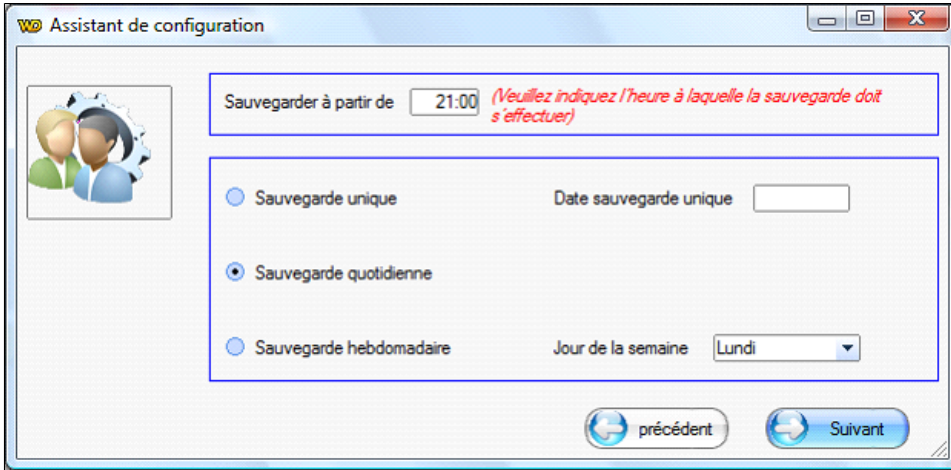 WD Assistant de configuration
Sauvegarder à partir de 21:00 (Veuillez indiquez l'heure à laquelle la sauvegarde doit
s'effectuer)
Sauvegarde unique Date sauvegarde unique
Sauvegarde quotidienne
Sauvegarde hebdomadaire Jour de la semaine Lundi
précédent Suivant